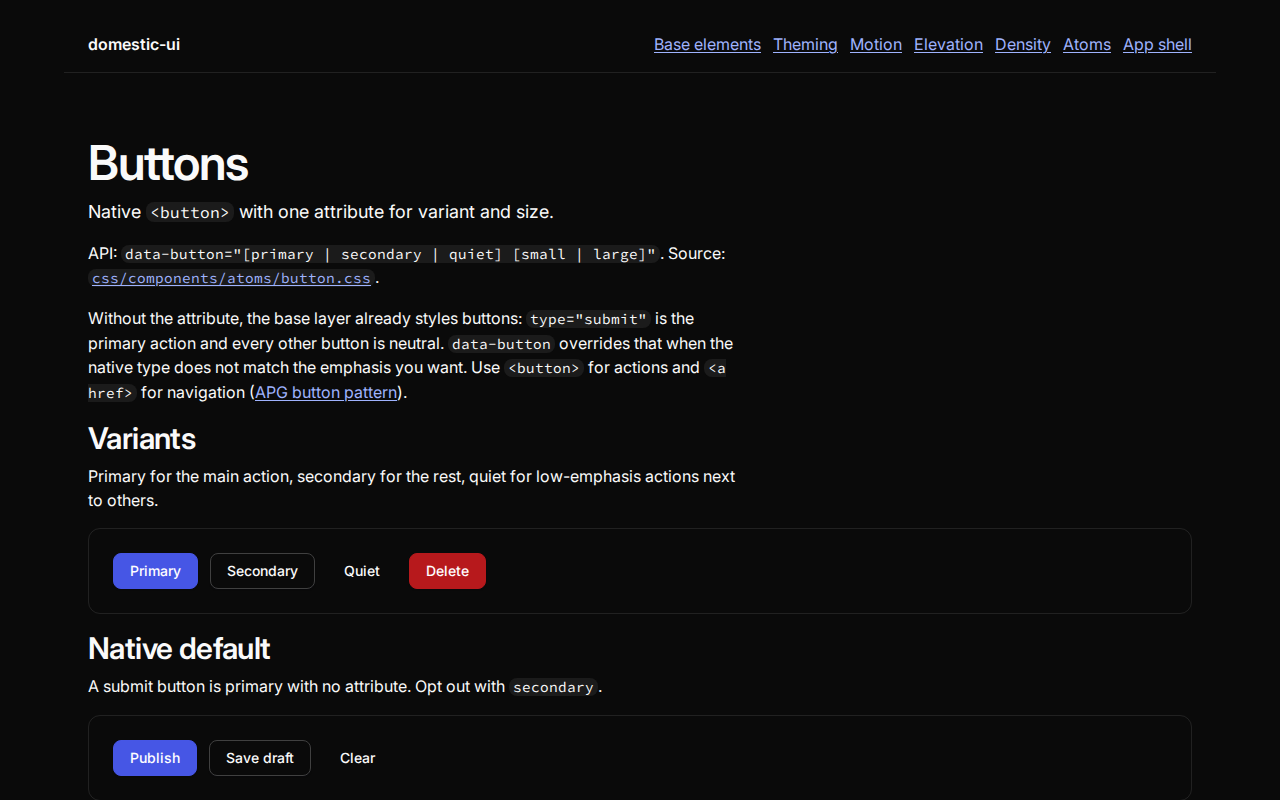 domestic-ui
Base elements Theming Motion Elevation Density Atoms App shell
Buttons
Native <button> with one attribute for variant and size.
API: data-button="[primary | secondary | quiet] [small | large]". Source:
css/components/atoms/button.css.
Without the attribute, the base layer already styles buttons: type="submit" is the
primary action and every other button is neutral. data-button overrides that when the
native type does not match the emphasis you want. Use <button> for actions and <a
href> for navigation (APG button pattern).
Variants
Primary for the main action, secondary for the rest, quiet for low-emphasis actions next
to others.
Primary Secondary Quiet Delete
Native default
A submit button is primary with no attribute. Opt out with secondary.
Publish Save draft Clear